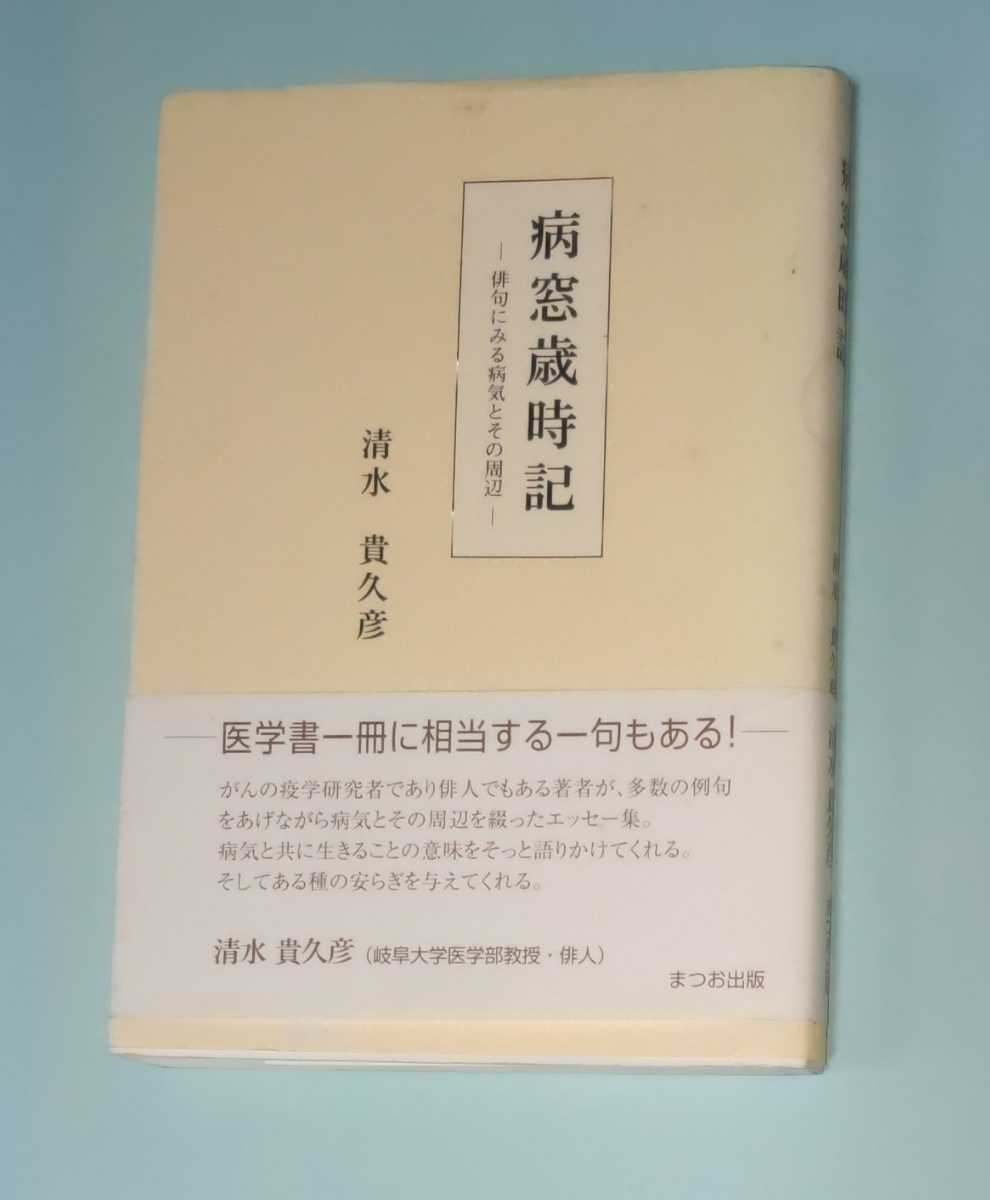 病窓歳時記
―俳句にみる病気とその周辺―
清水 貴久彦
医学書一冊に相当する一句もある!
がんの疫学研究者であり俳人でもある著者が、多数の例句
をあげながら病気とその周辺を綴ったエッセー集。
病気と共に生きることの意味をそっと語りかけてくれる。
そしてある種の安らぎを与えてくれる。
清水 貴久彦(岐阜大学医学部教授・俳人)
まつお出版
病窓歳時記